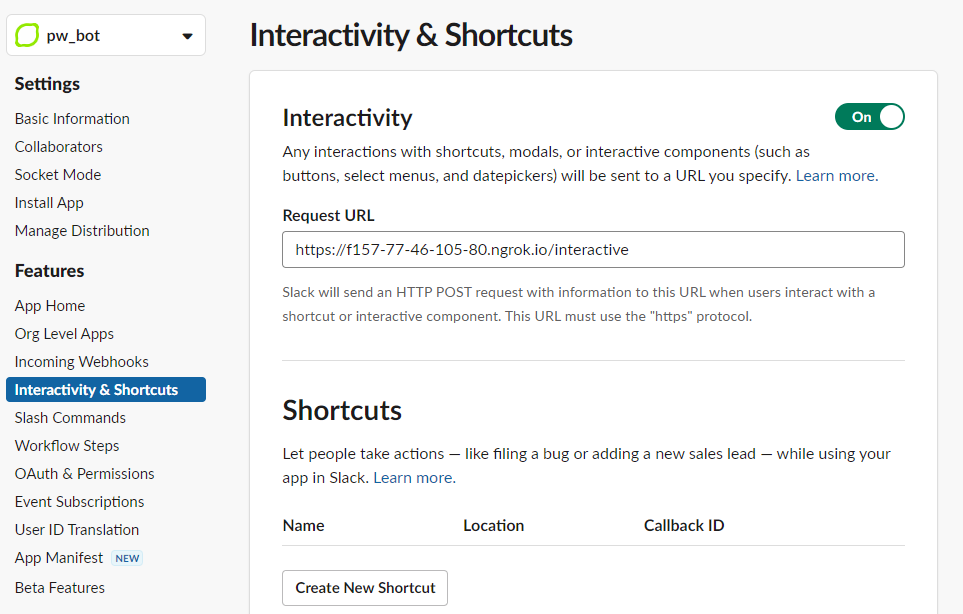 pw_bot
Settings
Basic Information
Collaborators
Socket Mode
Install App
Manage Distribution
Features
App Home
Org Level Apps
Incoming Webhooks
Interactivity & Shortcuts
Slash Commands
Workflow Steps
OAuth & Permissions
Event Subscriptions
User ID Translation
App Manifest NEW
Beta Features
Interactivity & Shortcuts
Interactivity
On
Any interactions with shortcuts, modals, or interactive components (such as
buttons, select menus, and datepickers) will be sent to a URL you specify. Learn more.
Request URL
https://f157-77-46-105-80.ngrok.io/interactive
Slack will send an HTTP POST request with information to this URL when users interact with a
shortcut or interactive component. This URL must use the "https" protocol.
Shortcuts
Let people take actions — like filing a bug or adding a new sales lead — while using your
app in Slack. Learn more.
Name Location Callback ID
Create New Shortcut